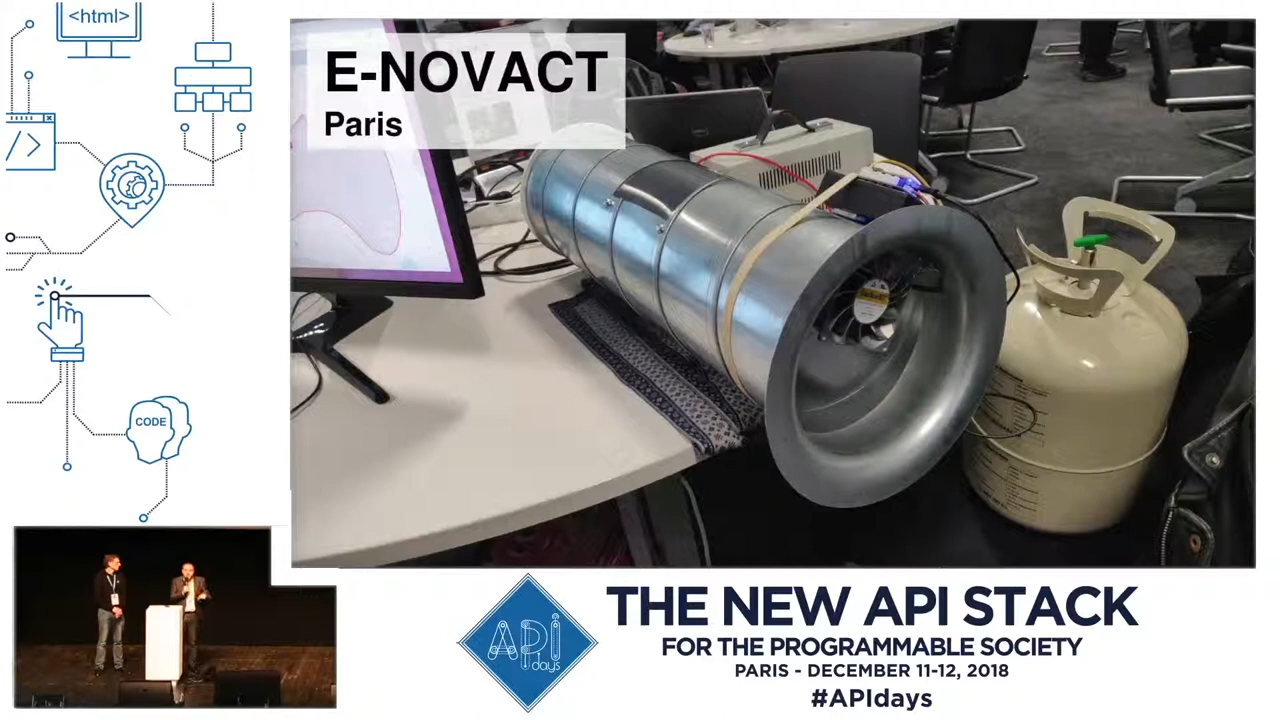 <html>
</>
CODE
E-NOVACT
Paris
API
days
THE NEW API STACK
FOR THE PROGRAMMABLE SOCIETY
PARIS - DECEMBER 11-12, 2018
#APIdays